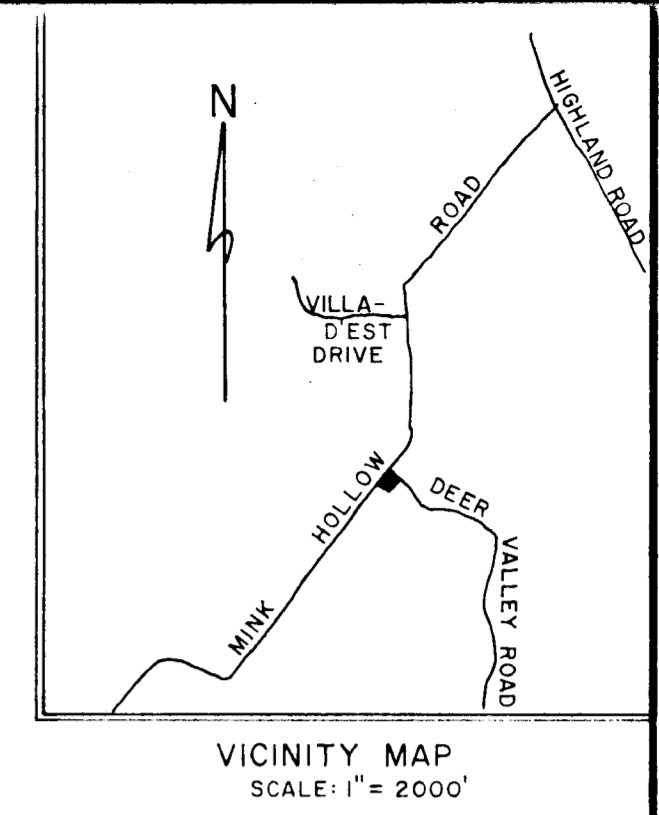 N
HIGHLAND ROAD
ROAD
VILLA-
D'EST
DRIVE
HOLLOW
DEER
MINK
VALLEY ROAD
VICINITY MAP
SCALE: 1" = 2000'